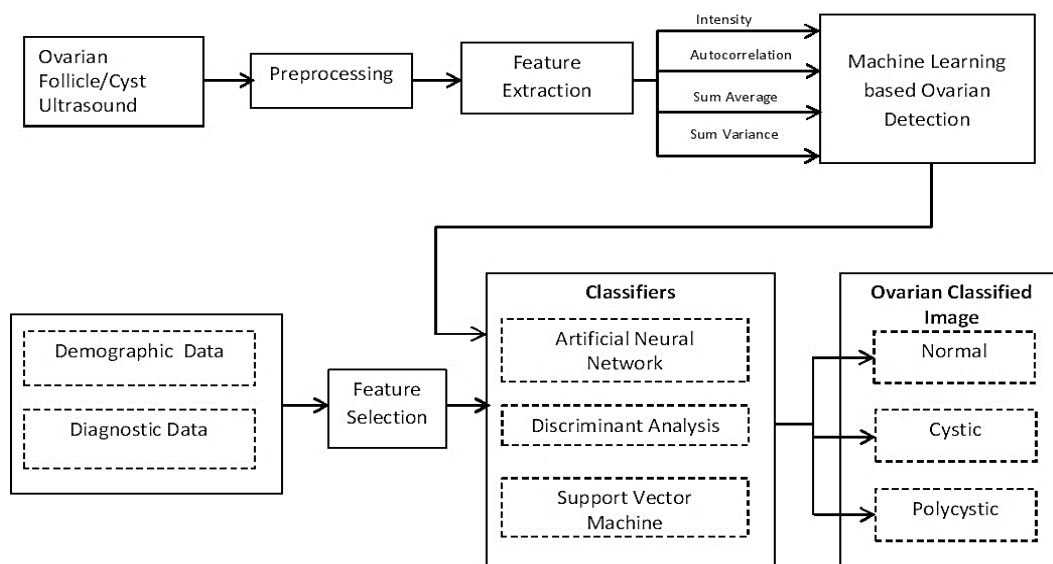 Ovarian
Follicle/Cyst
Ultrasound
Preprocessing
Feature
Extraction
Intensity
Autocorrelation
Sum Average
Sum Variance
Machine Learning
based Ovarian
Detection
Demographic Data
Diagnostic Data
Feature
Selection
Classifiers
Artificial Neural
Network
Discriminant Analysis
Support Vector
Machine
Ovarian Classified
Image
Normal
Cystic
Polycystic